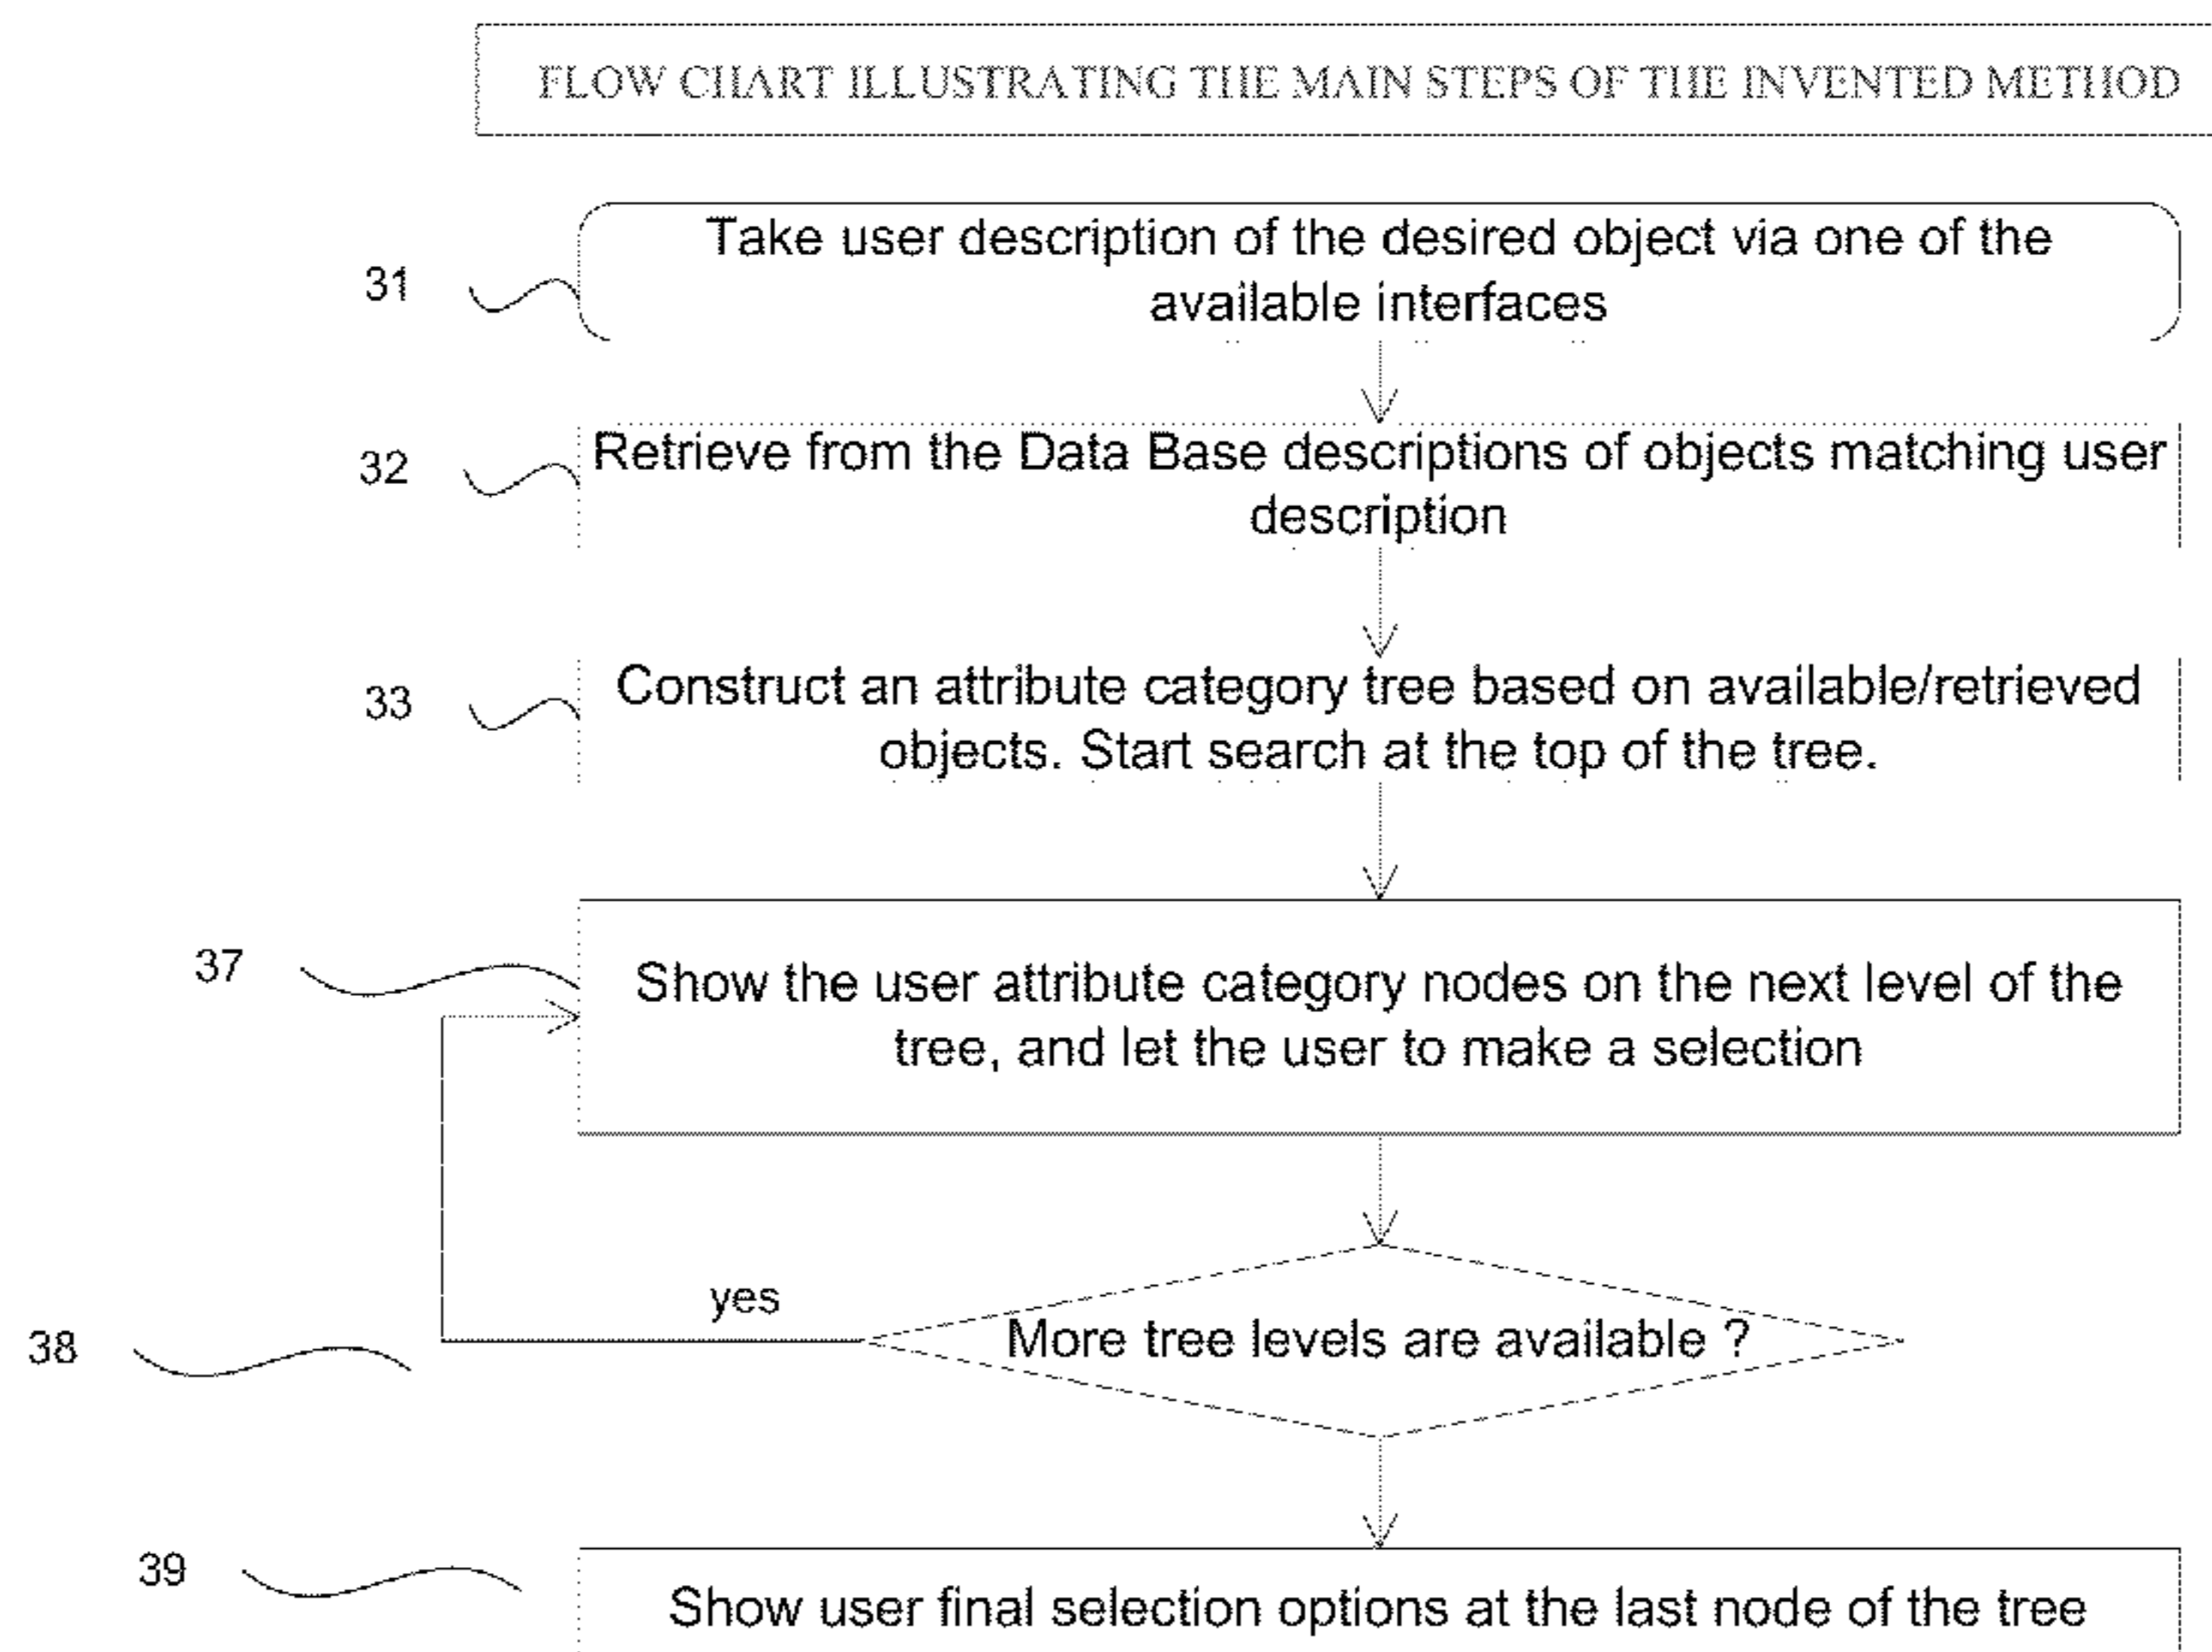 FLOW CHART ILLUSTRATING THE MAIN STEPS OF THE INVENTED METHOD
31
Take user description of the desired object via one of the
available interfaces
32
Retrieve from the Data Base descriptions of objects matching user
description
33
Construct an attribute category tree based on available/retrieved
objects. Start search at the top of the tree.
37
Show the user attribute category nodes on the next level of the
tree, and let the user to make a selection
yes
38
More tree levels are available ?
39
Show user final selection options at the last node of the tree